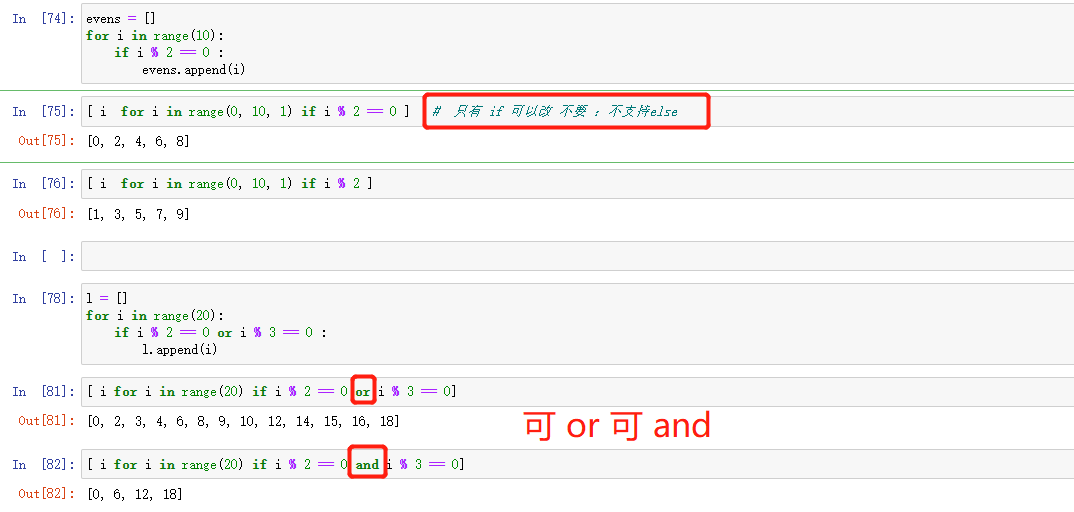 In [74]: evens = []
for i in range(10):
if i % 2 == 0 :
evens.append(i)
In [75]: [ i for i in range(0, 10, 1) if i % 2 == 0 ] # 只有 if 可以改 不要 : 不支持else
Out[75]: [0, 2, 4, 6, 8]
In [76]: [ i for i in range(0, 10, 1) if i % 2 ]
Out[76]: [1, 3, 5, 7, 9]
In [ ]:
In [78]: l = []
for i in range(20):
if i % 2 == 0 or i % 3 == 0 :
l.append(i)
In [81]: [ i for i in range(20) if i % 2 == 0 or i % 3 == 0]
Out[81]: [0, 2, 3, 4, 6, 8, 9, 10, 12, 14, 15, 16, 18]
可 or 可 and
In [82]: [ i for i in range(20) if i % 2 == 0 and i % 3 == 0]
Out[82]: [0, 6, 12, 18]